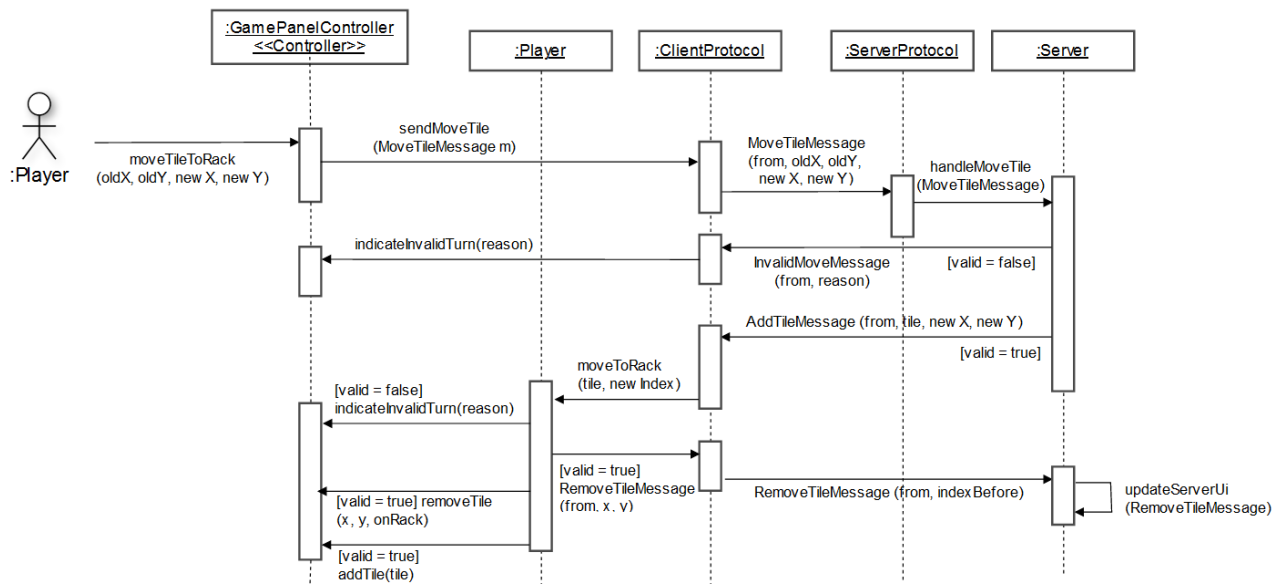 :GamePanelController
<<Controller>>
:Player
:ClientProtocol
:ServerProtocol
:Server
:Player
moveTileToRack
(oldX, oldY, new X, new Y)
sendMoveTile
(MoveTileMessage m)
MoveTileMessage
(from, oldX, oldY,
new X, new Y)
handleMoveTile
(MoveTileMessage)
indicateInvalidTurn(reason)
InvalidMoveMessage
(from, reason)
[valid = false]
AddTileMessage (from, tile, new X, new Y)
[valid = true]
moveToRack
(tile, new Index)
[valid = false]
indicateInvalidTurn(reason)
[valid = true]
RemoveTileMessage
(from, x, y)
RemoveTileMessage (from, indexBefore)
updateServerUi
(RemoveTileMessage)
[valid = true] removeTile
(x, y, onRack)
[valid = true]
addTile(tile)